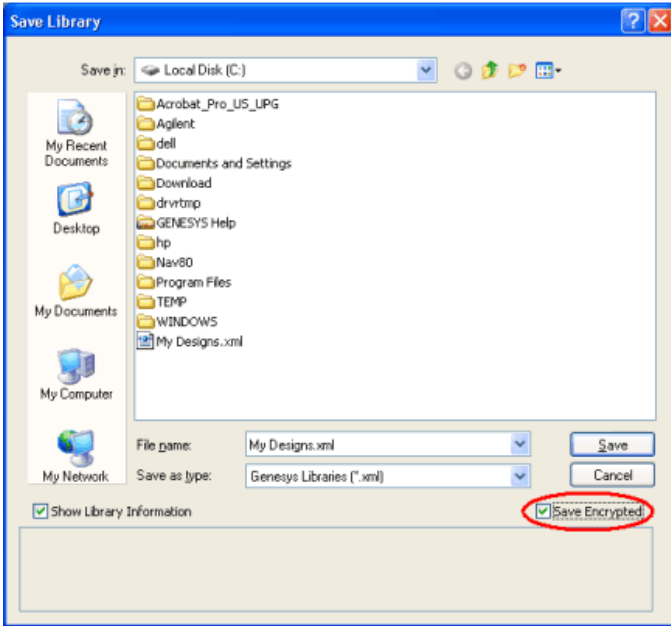 Save Library
Save in: Local Disk (C:)
My Recent
Documents
Desktop
My Documents
My Computer
My Network
Acrobat_Pro_US_UPG
Agilent
dell
Documents and Settings
Download
drvrtmp
GENESYS Help
hp
Nav80
Program Files
TEMP
WINDOWS
My Designs.xml
File name: My Designs.xml Save
Save as type: Genesys Libraries (*.xml) Cancel
Show Library Information Save Encrypted